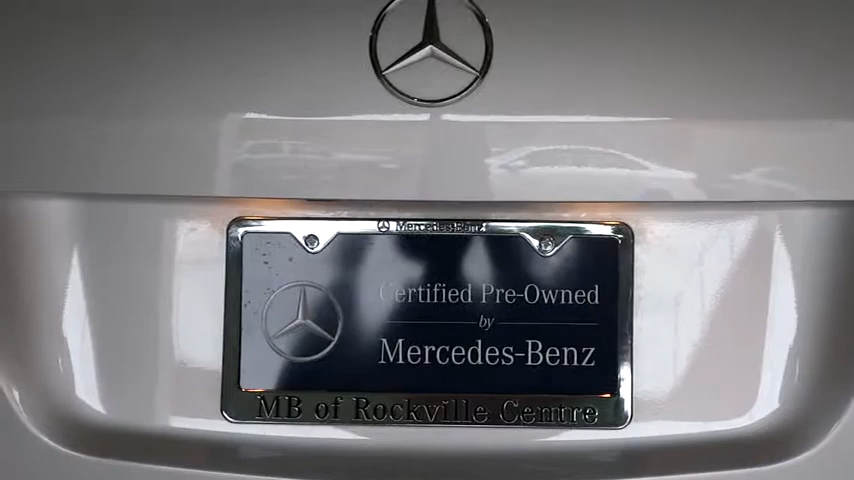 Mercedes-Benz
Certified Pre-Owned
by
Mercedes-Benz
MB of Rockville Centre